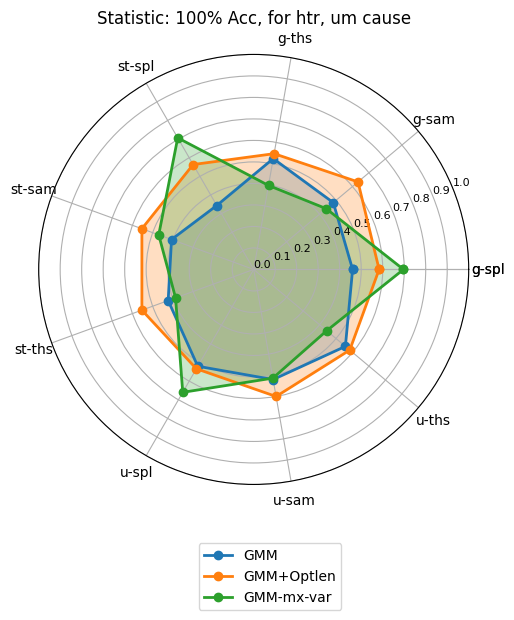 Statistic: 100% Acc, for htr, um cause
g-ths
st-spl
g-sam
1.0
0.9
0.8
0.7
0.6
0.5
0.4
0.3
0.2
0.1
0.0
st-sam
g-spl
st-ths
u-ths
u-spl
u-sam
GMM
GMM+Optlen
GMM-mx-var